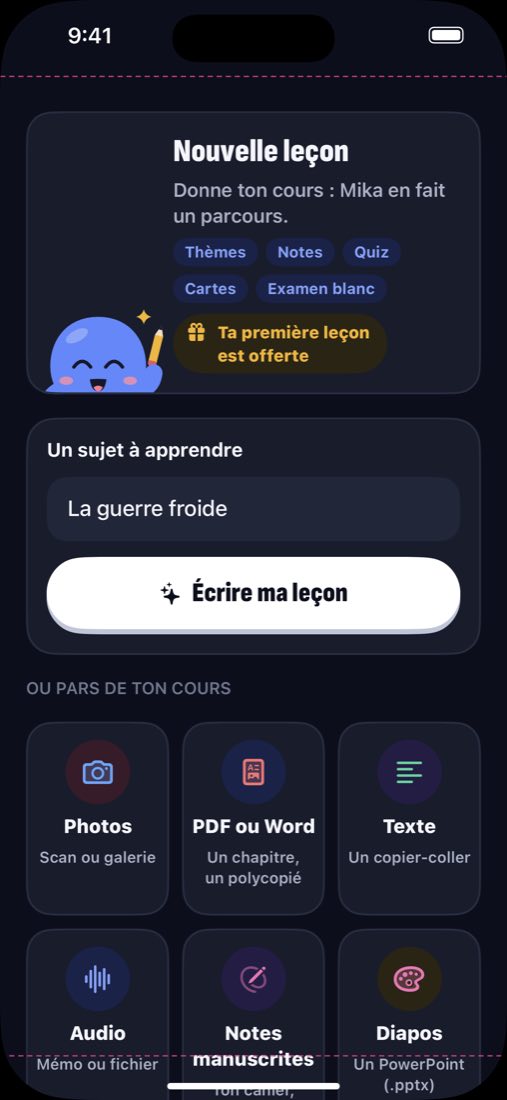 9:41
Nouvelle leçon
Donne ton cours : Mika en fait
un parcours.
Thèmes Notes Quiz
Cartes Examen blanc
Ta première leçon
est offerte
Un sujet à apprendre
La guerre froide
Écrire ma leçon
OU PARS DE TON COURS
Photos
Scan ou galerie
PDF ou Word
Un chapitre,
un polycopié
Texte
Un copier-coller
Audio
Mémo ou fichier
Notes
manuscrites
Ton cahier,
Diapos
Un PowerPoint
(.pptx)